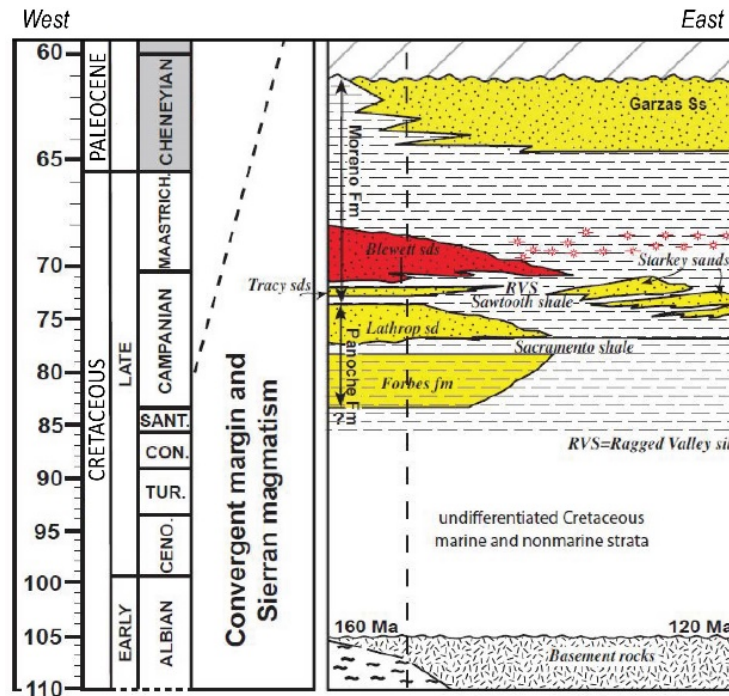 West
East
60
65
70
75
80
85
90
95
100
105
110
PALEOCENE
CRETACEOUS
LATE
EARLY
CHENEYIAN
MAASTRICH.
CAMPANIAN
SANT.
CON.
TUR.
CENO.
ALBIAN
Convergent margin and
Sierran magmatism
Garzas Ss
Moreno Fm
Blewett sds
Starkey sands
Tracy sds
RVS
Sawtooth shale
Lathrop sd
Sacramento shale
Panoche Fm
Forbes fm
?
RVS=Ragged Valley sil
undifferentiated Cretaceous
marine and nonmarine strata
160 Ma
120 Ma
Basement rocks